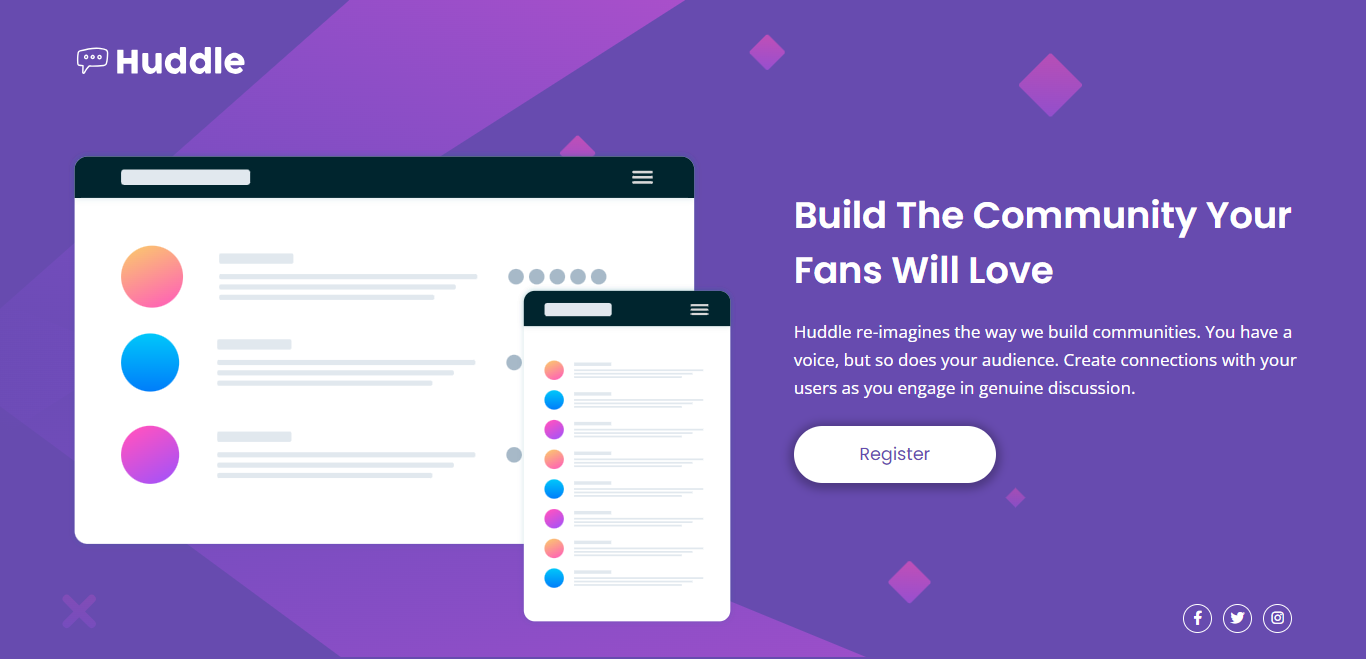 Huddle
Build The Community Your
Fans Will Love
Huddle re-imagines the way we build communities. You have a
voice, but so does your audience. Create connections with your
users as you engage in genuine discussion.
Register